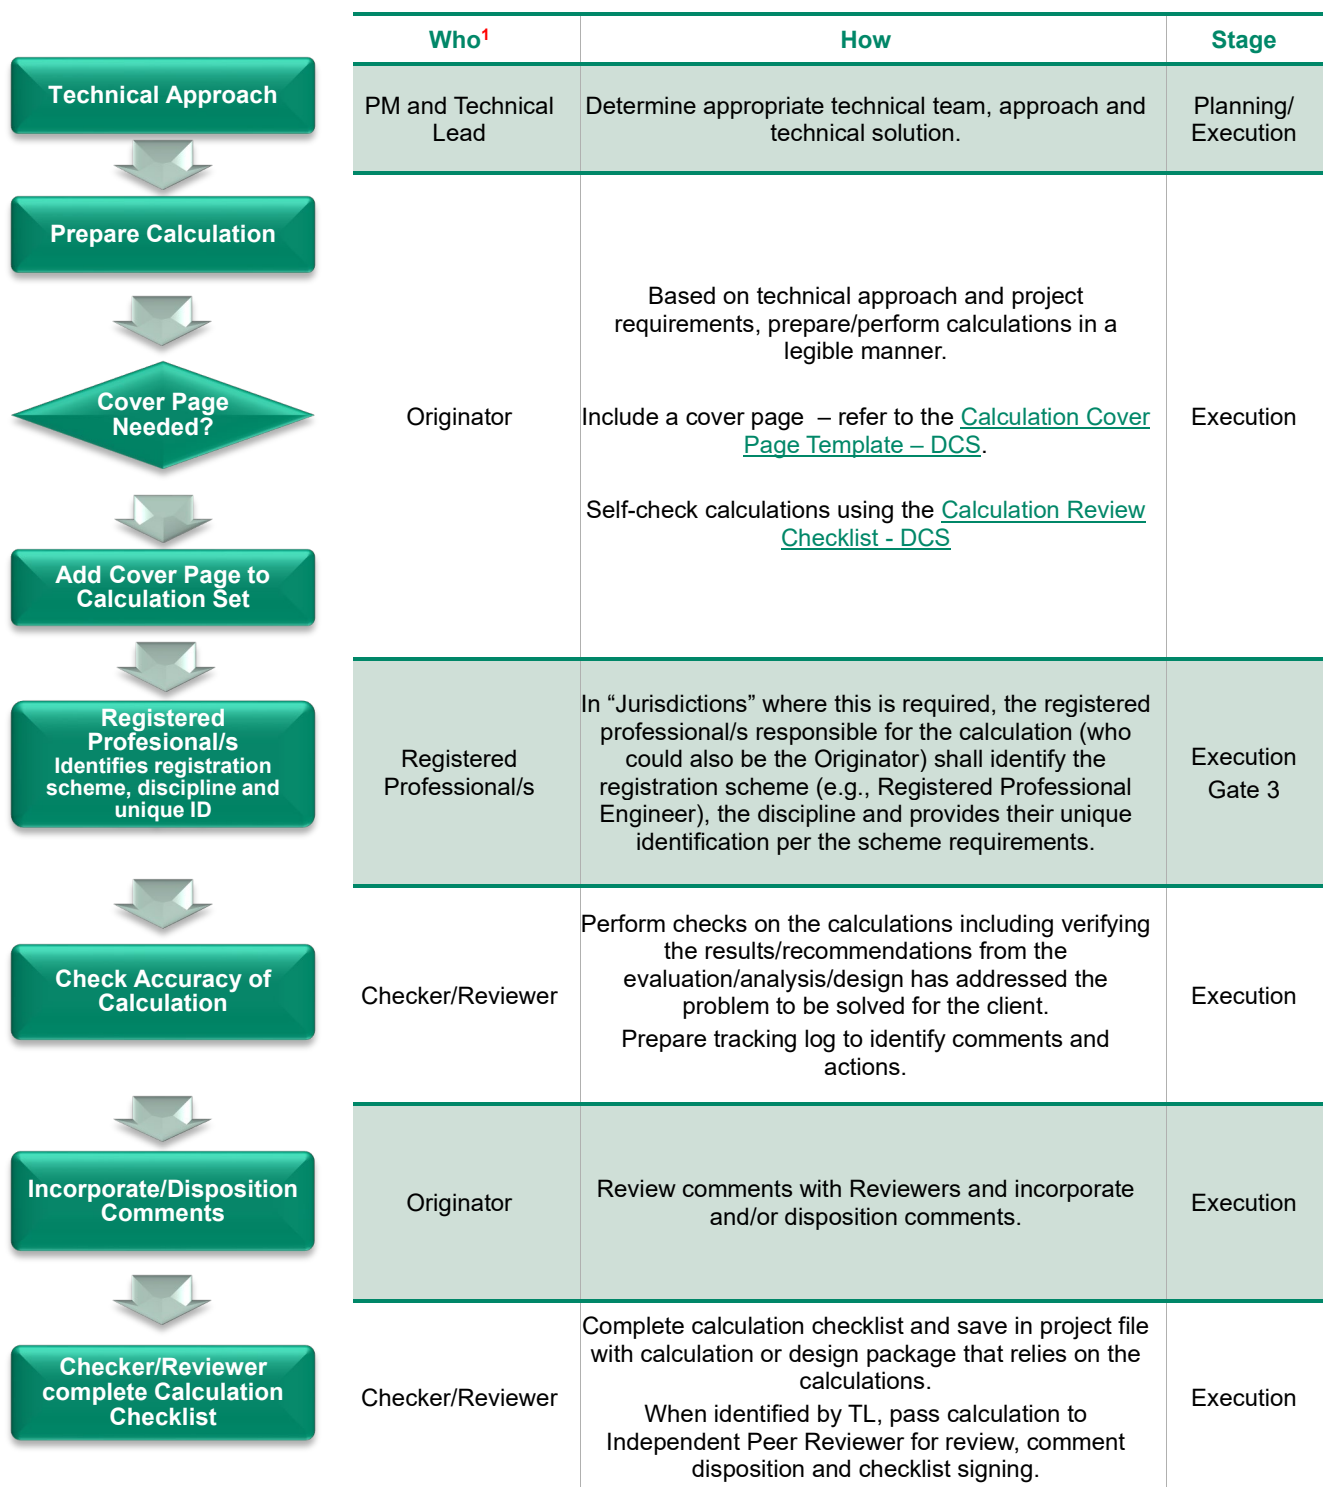 Who1
How
Stage
Technical Approach
PM and Technical
Lead
Determine appropriate technical team, approach and
technical solution.
Planning/
Execution
Prepare Calculation
Cover Page
Needed?
Add Cover Page to
Calculation Set
Originator
Based on technical approach and project
requirements, prepare/perform calculations in a
legible manner.
Include a cover page – refer to the Calculation Cover
Page Template – DCS.
Self-check calculations using the Calculation Review
Checklist - DCS
Execution
Registered
Profesional/s
Identifies registration
scheme, discipline and
unique ID
Registered
Professional/s
In “Jurisdictions” where this is required, the registered
professional/s responsible for the calculation (who
could also be the Originator) shall identify the
registration scheme (e.g., Registered Professional
Engineer), the discipline and provides their unique
identification per the scheme requirements.
Execution
Gate 3
Check Accuracy of
Calculation
Checker/Reviewer
Perform checks on the calculations including verifying
the results/recommendations from the
evaluation/analysis/design has addressed the
problem to be solved for the client.
Prepare tracking log to identify comments and
actions.
Execution
Incorporate/Disposition
Comments
Originator
Review comments with Reviewers and incorporate
and/or disposition comments.
Execution
Checker/Reviewer
complete Calculation
Checklist
Checker/Reviewer
Complete calculation checklist and save in project file
with calculation or design package that relies on the
calculations.
When identified by TL, pass calculation to
Independent Peer Reviewer for review, comment
disposition and checklist signing.
Execution